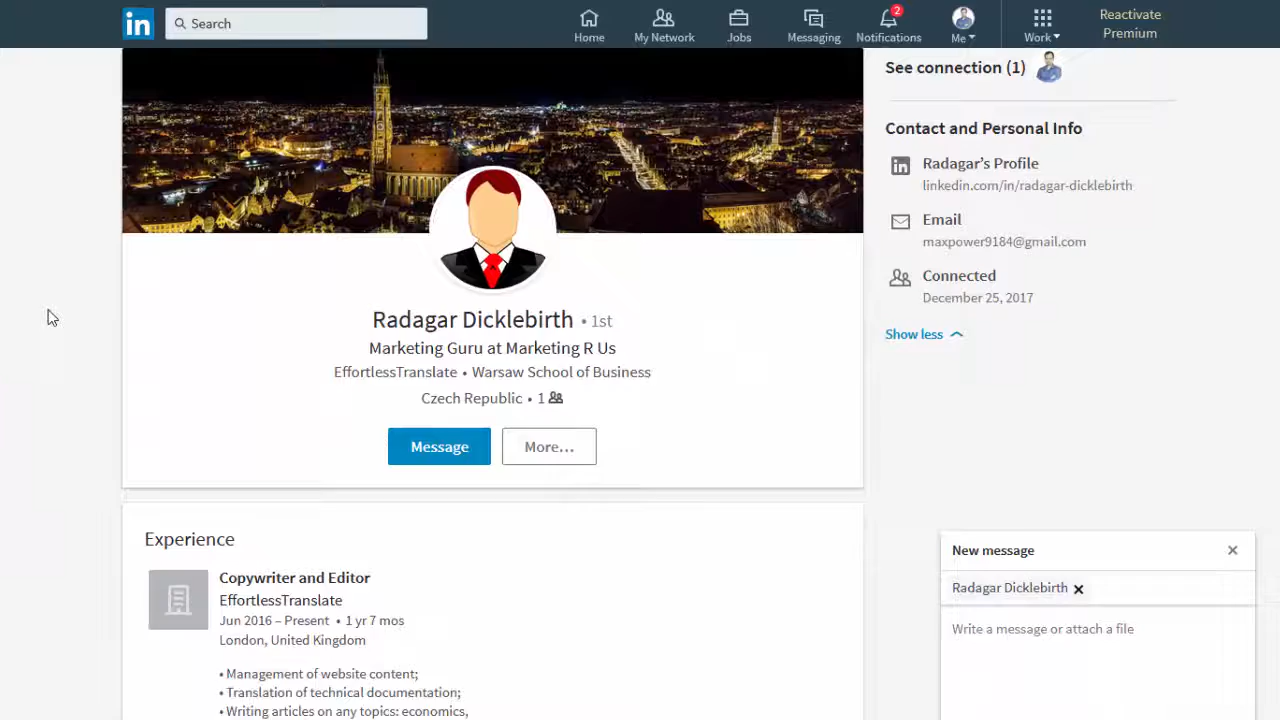 in
Search
Home
My Network
Jobs
Messaging
2
Notifications
Me
Work
Reactivate
Premium
Radagar Dicklebirth • 1st
Marketing Guru at Marketing R Us
EffortlessTranslate • Warsaw School of Business
Czech Republic • 1
Message
More...
Experience
Copywriter and Editor
EffortlessTranslate
Jun 2016 – Present • 1 yr 7 mos
London, United Kingdom
• Management of website content;
• Translation of technical documentation;
• Writing articles on any topics: economics,
See connection (1)
Contact and Personal Info
in
Radagar’s Profile
linkedin.com/in/radagar-dicklebirth
Email
maxpower9184@gmail.com
Connected
December 25, 2017
Show less
New message
Radagar Dicklebirth
Write a message or attach a file